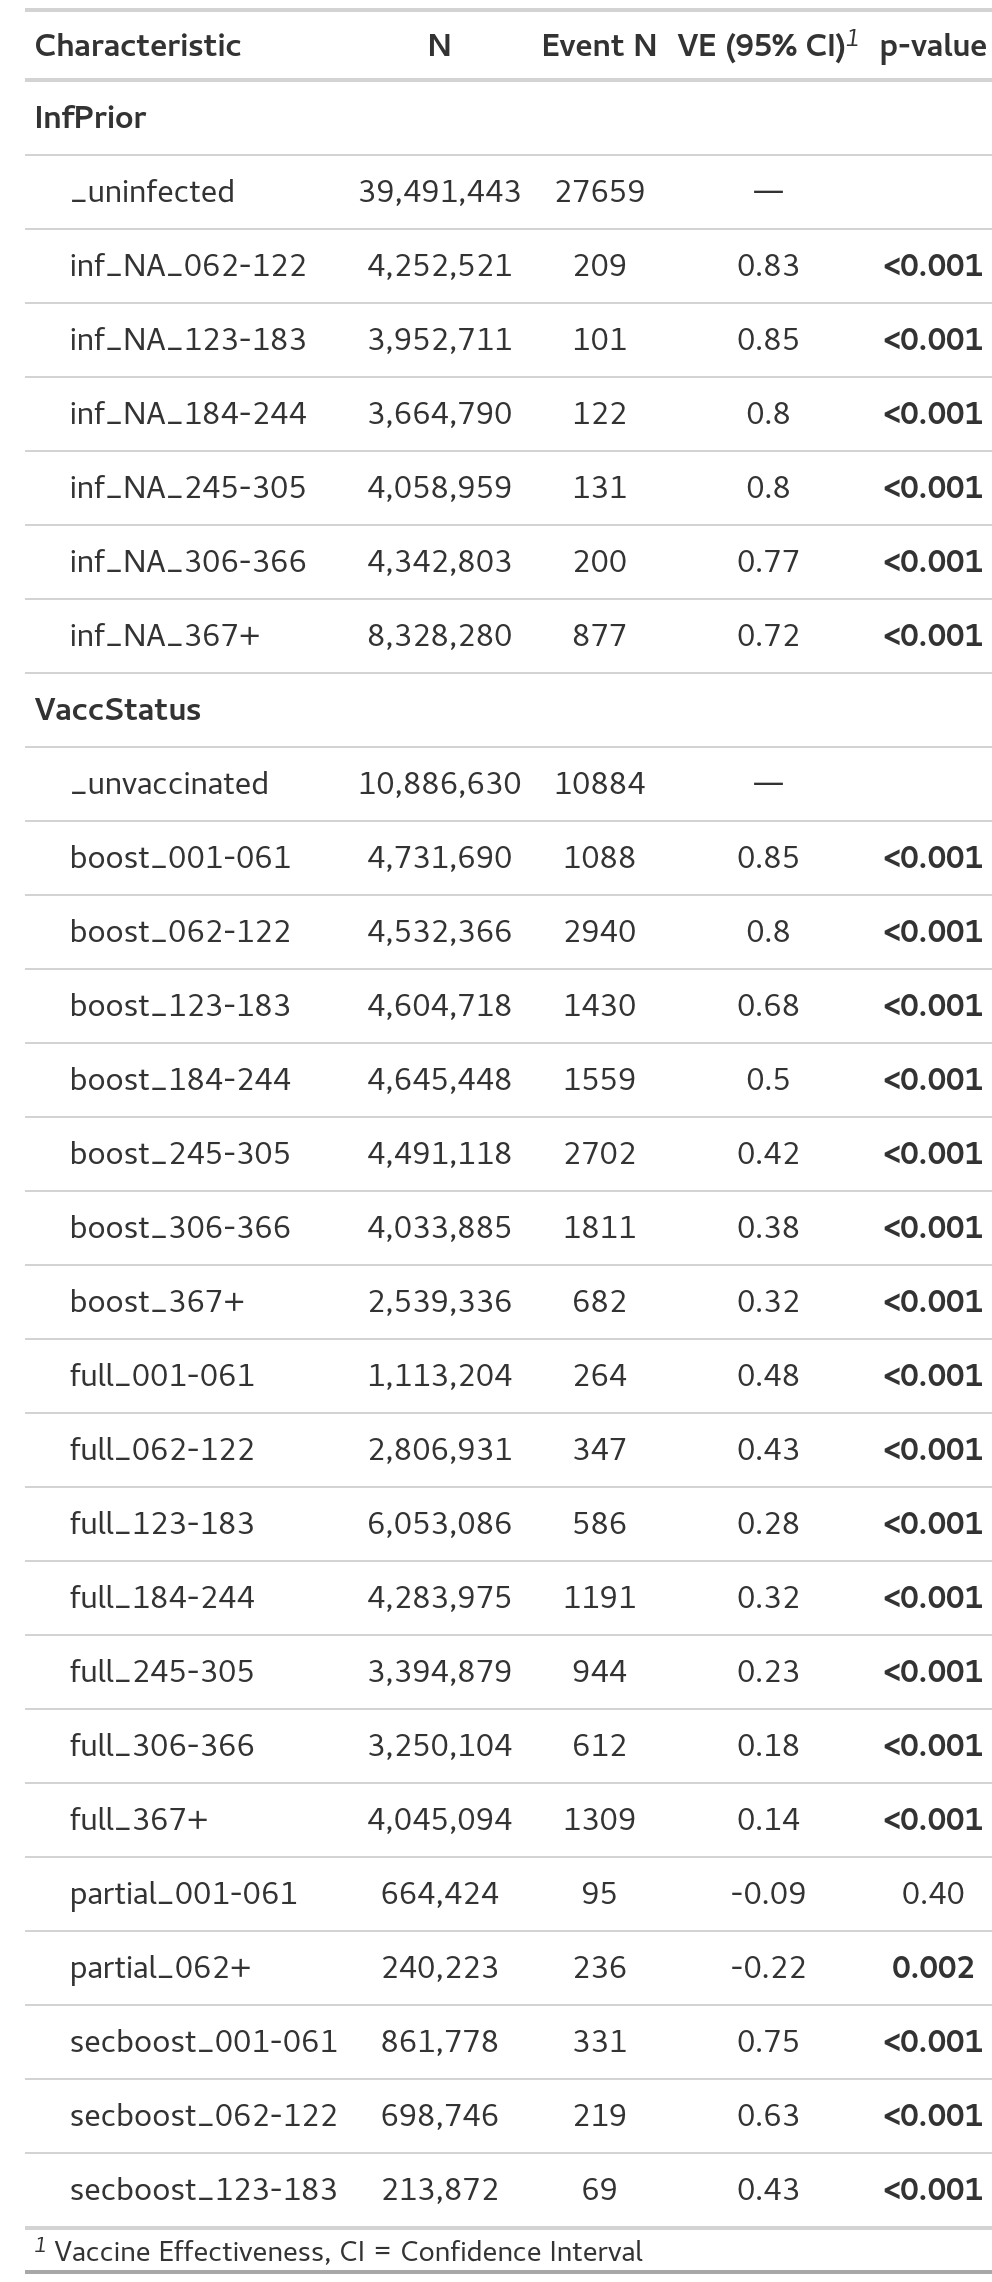 Characteristic N Event N VE (95% CI)1 p-value
InfPrior
_uninfected 39,491,443 27659 —
inf_NA_062-122 4,252,521 209 0.83 <0.001
inf_NA_123-183 3,952,711 101 0.85 <0.001
inf_NA_184-244 3,664,790 122 0.8 <0.001
inf_NA_245-305 4,058,959 131 0.8 <0.001
inf_NA_306-366 4,342,803 200 0.77 <0.001
inf_NA_367+ 8,328,280 877 0.72 <0.001
VaccStatus
_unvaccinated 10,886,630 10884 —
boost_001-061 4,731,690 1088 0.85 <0.001
boost_062-122 4,532,366 2940 0.8 <0.001
boost_123-183 4,604,718 1430 0.68 <0.001
boost_184-244 4,645,448 1559 0.5 <0.001
boost_245-305 4,491,118 2702 0.42 <0.001
boost_306-366 4,033,885 1811 0.38 <0.001
boost_367+ 2,539,336 682 0.32 <0.001
full_001-061 1,113,204 264 0.48 <0.001
full_062-122 2,806,931 347 0.43 <0.001
full_123-183 6,053,086 586 0.28 <0.001
full_184-244 4,283,975 1191 0.32 <0.001
full_245-305 3,394,879 944 0.23 <0.001
full_306-366 3,250,104 612 0.18 <0.001
full_367+ 4,045,094 1309 0.14 <0.001
partial_001-061 664,424 95 -0.09 0.40
partial_062+ 240,223 236 -0.22 0.002
secboost_001-061 861,778 331 0.75 <0.001
secboost_062-122 698,746 219 0.63 <0.001
secboost_123-183 213,872 69 0.43 <0.001
1 Vaccine Effectiveness, CI = Confidence Interval